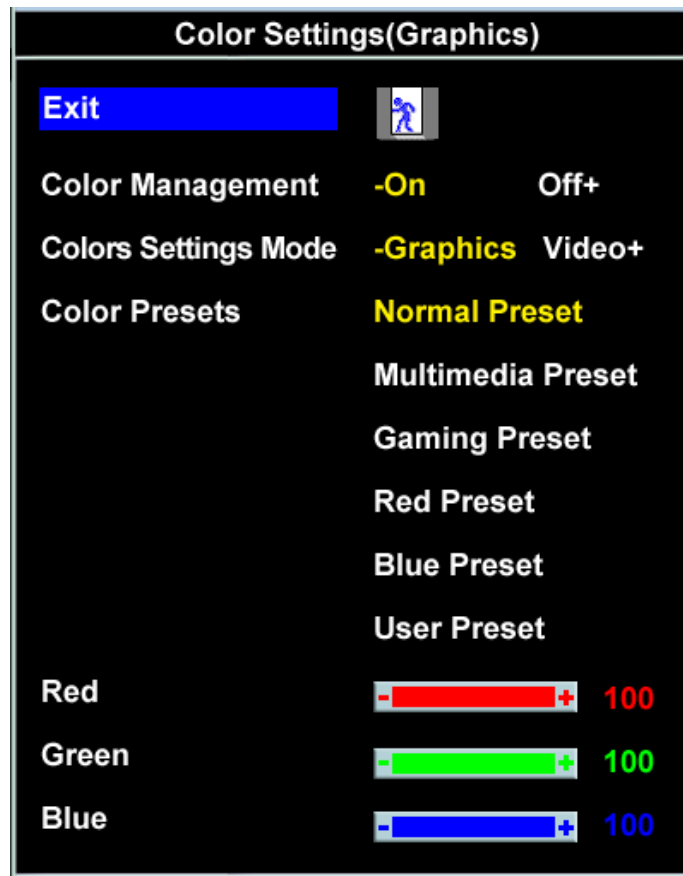 Color Settings(Graphics)
Exit
Color Management -On Off+
Colors Settings Mode -Graphics Video+
Color Presets Normal Preset
Multimedia Preset
Gaming Preset
Red Preset
Blue Preset
User Preset
Red - + 100
Green - + 100
Blue - + 100